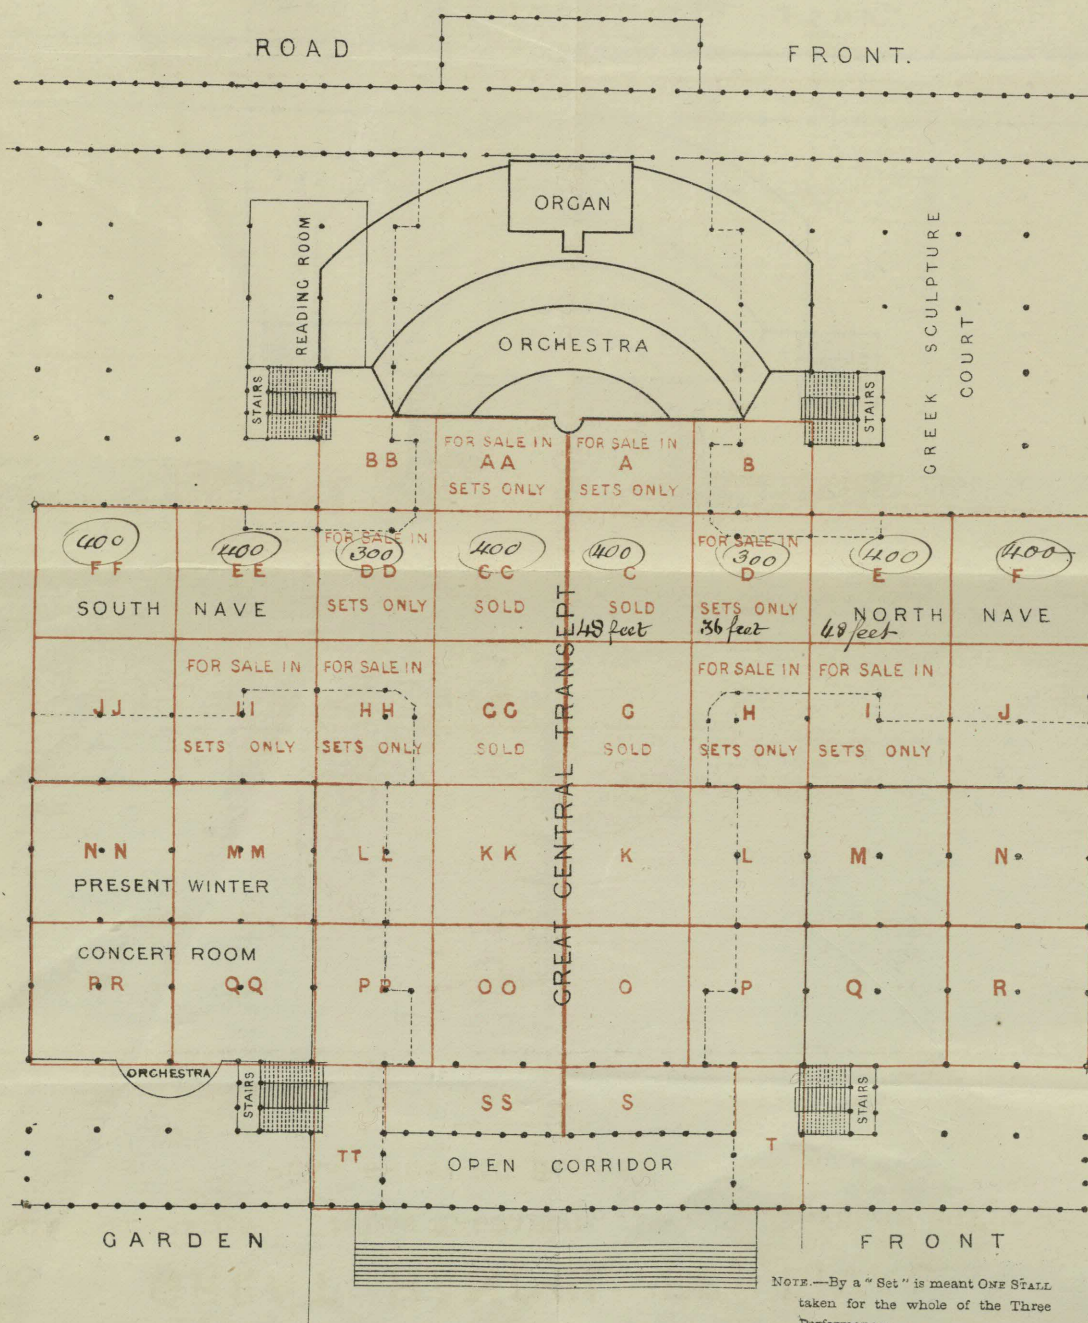 ROAD FRONT.
ORGAN
READING ROOM
ORCHESTRA
GREEK SCULPTURE
COURT
STAIRS
STAIRS
BB
FOR SALE IN
AA
SETS ONLY
FOR SALE IN
A
SETS ONLY
B
400
FF
400
EE
FOR SALE IN
300
DD
SETS ONLY
400
CC
SOLD
400
C
SOLD
48 feet
FOR SALE IN
300
D
SETS ONLY
36 feet
400
E
48 feet
400
F
SOUTH NAVE
NORTH NAVE
GREAT CENTRAL TRANSEPT
JJ
FOR SALE IN
II
SETS ONLY
FOR SALE IN
HH
SETS ONLY
GG
SOLD
G
SOLD
FOR SALE IN
H
SETS ONLY
FOR SALE IN
I
SETS ONLY
J
NN MM LL KK K L M N
PRESENT WINTER
CONCERT ROOM
RR QQ PP OO O P Q R
ORCHESTRA
STAIRS
STAIRS
SS S
TT T
OPEN CORRIDOR
GARDEN FRONT
NOTE.—By a "Set" is meant ONE STALL
taken for the whole of the Three